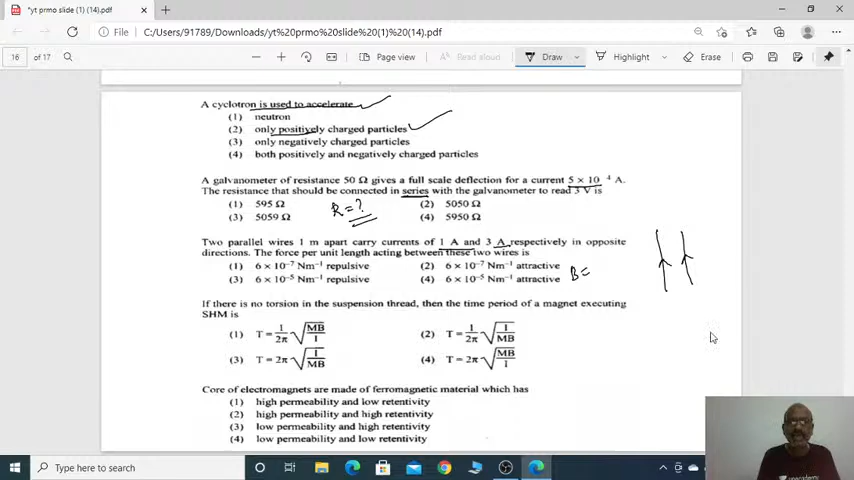 *yt prmo slide (1) (14).pdf
File
C:/Users/91789/Downloads/yt%20prmo%20slide%20(1)%20(14).pdf
16 of 17
Page view
Read aloud
Draw
Highlight
Erase
A cyclotron is used to accelerate
(1) neutron
(2) only positively charged particles
(3) only negatively charged particles
(4) both positively and negatively charged particles
A galvanometer of resistance 50 Ω gives a full scale deflection for a current 5 × 10⁻⁴ A.
The resistance that should be connected in series with the galvanometer to read 3 V is
(1) 595 Ω (2) 5050 Ω
(3) 5059 Ω (4) 5950 Ω
R=?
Two parallel wires 1 m apart carry currents of 1 A and 3 A respectively in opposite
directions. The force per unit length acting between these two wires is
(1) 6 × 10⁻⁷ Nm⁻¹ repulsive (2) 6 × 10⁻⁷ Nm⁻¹ attractive
(3) 6 × 10⁻⁵ Nm⁻¹ repulsive (4) 6 × 10⁻⁵ Nm⁻¹ attractive
B=
If there is no torsion in the suspension thread, then the time period of a magnet executing
SHM is
(1) T = 1/2π √(MB/I) (2) T = 1/2π √(I/MB)
(3) T = 2π √(I/MB) (4) T = 2π √(MB/I)
Core of electromagnets are made of ferromagnetic material which has
(1) high permeability and low retentivity
(2) high permeability and high retentivity
(3) low permeability and high retentivity
(4) low permeability and low retentivity
Type here to search